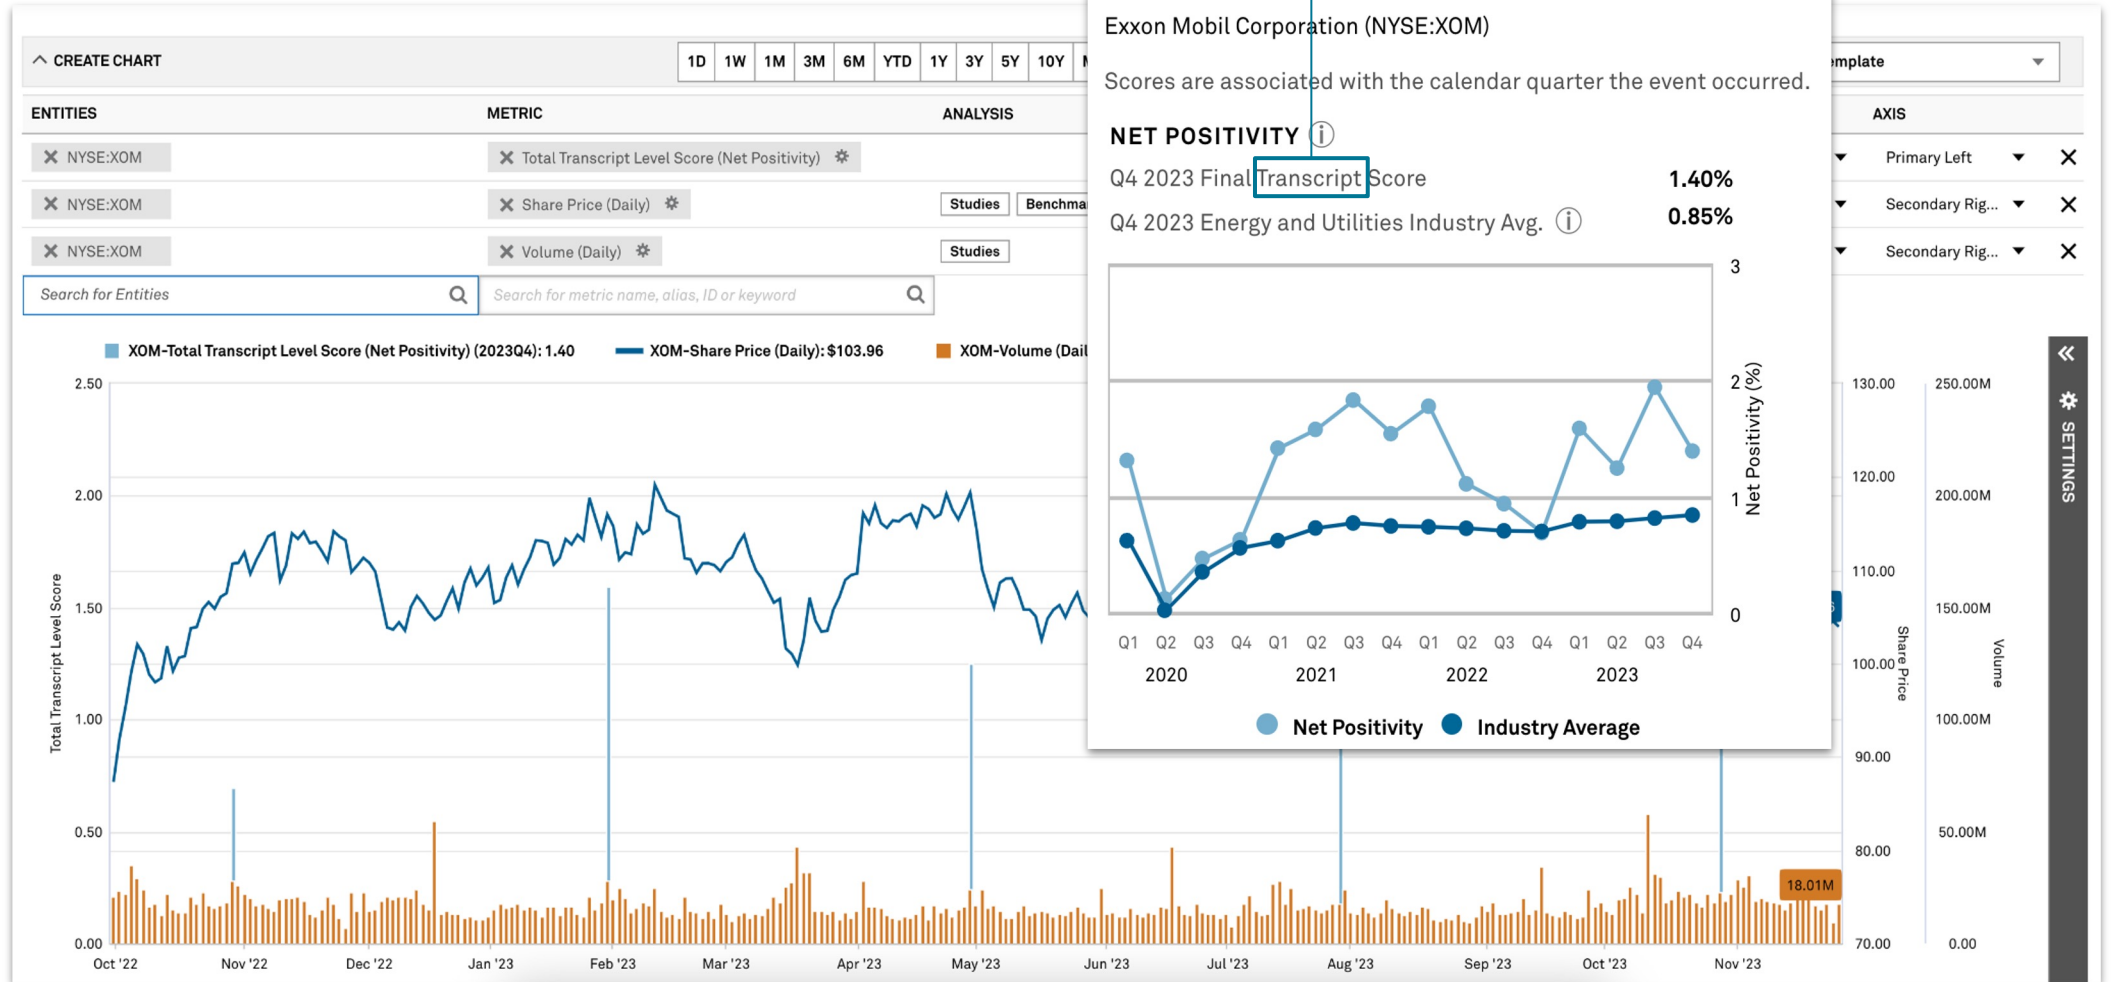 CREATE CHART
1D 1W 1M 3M 6M YTD 1Y 3Y 5Y 10Y
ENTITIES METRIC ANALYSIS AXIS
NYSE:XOM Total Transcript Level Score (Net Positivity) Primary Left
NYSE:XOM Share Price (Daily) Studies Secondary Rig...
NYSE:XOM Volume (Daily) Studies Secondary Rig...
Search for Entities Search for metric name, alias, ID or keyword
XOM-Total Transcript Level Score (Net Positivity) (2023Q4): 1.40 XOM-Share Price (Daily): $103.96 XOM-Volume
Total Transcript Level Score
2.50
2.00
1.50
1.00
0.50
0.00
Oct '22 Nov '22 Dec '22 Jan '23 Feb '23 Mar '23 Apr '23 May '23 Jun '23 Jul '23 Aug '23 Sep '23 Oct '23 Nov '23
130.00
120.00
110.00
100.00
90.00
80.00
70.00
Share Price
250.00M
200.00M
150.00M
100.00M
50.00M
0.00
Volume
18.01M
SETTINGS
Exxon Mobil Corporation (NYSE:XOM)
Scores are associated with the calendar quarter the event occurred.
NET POSITIVITY
Q4 2023 Final Transcript Score 1.40%
Q4 2023 Energy and Utilities Industry Avg. 0.85%
3
2
1
0
Net Positivity (%)
Q1 Q2 Q3 Q4 Q1 Q2 Q3 Q4 Q1 Q2 Q3 Q4 Q1 Q2 Q3 Q4
2020 2021 2022 2023
Net Positivity Industry Average